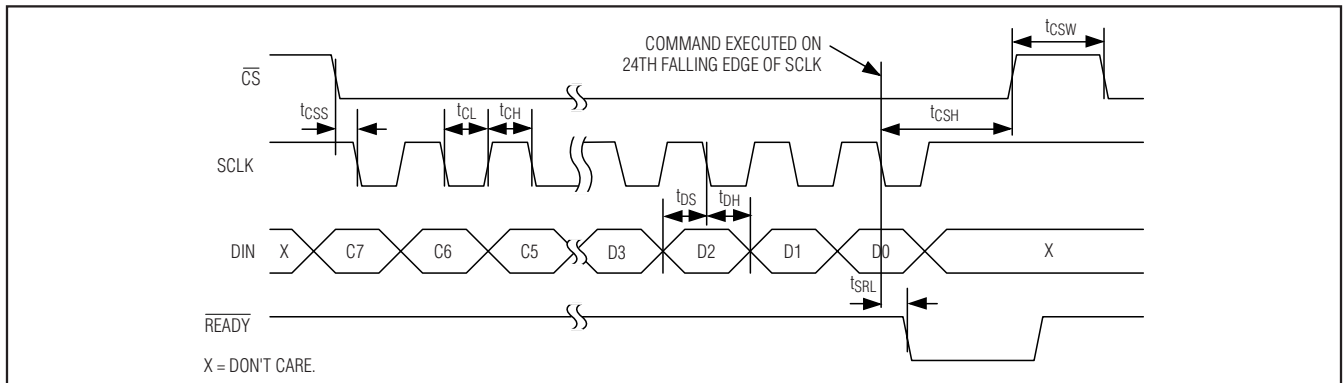 COMMAND EXECUTED ON
24TH FALLING EDGE OF SCLK
tCSW
CS
tCSS
tCL
tCH
tCSH
SCLK
tDS
tDH
DIN
X
C7
C6
C5
D3
D2
D1
D0
X
tSRL
READY
X = DON'T CARE.